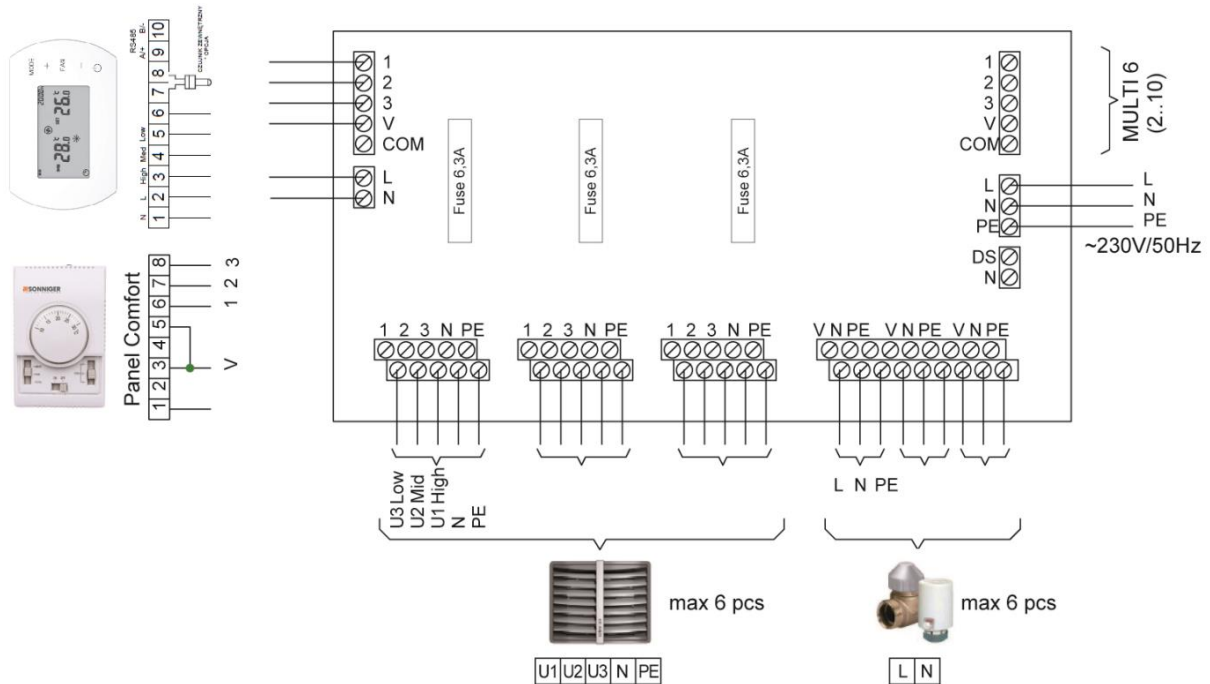 MODE + FAN −
28.0 °C SET 26.0 °C
RS485
N L High Med Low A/+ B/-
1 2 3 4 5 6 7 8 9 10
CZUJNIK ZEWNĘTRZNY
- OPCJA
SONNIGER
Panel Comfort
1 2 3 4 5 6 7 8
V 1 2 3
1
2
3
V
COM
L
N
Fuse 6,3A
Fuse 6,3A
Fuse 6,3A
1
2
3
V
COM
L
N
PE
DS
N
MULTI 6
(2..10)
L
N
PE
~230V/50Hz
1 2 3 N PE
1 2 3 N PE
1 2 3 N PE
V N PE V N PE V N PE
U3 Low
U2 Mid
U1 High
N
PE
L N PE
max 6 pcs
max 6 pcs
U1 U2 U3 N PE
L N